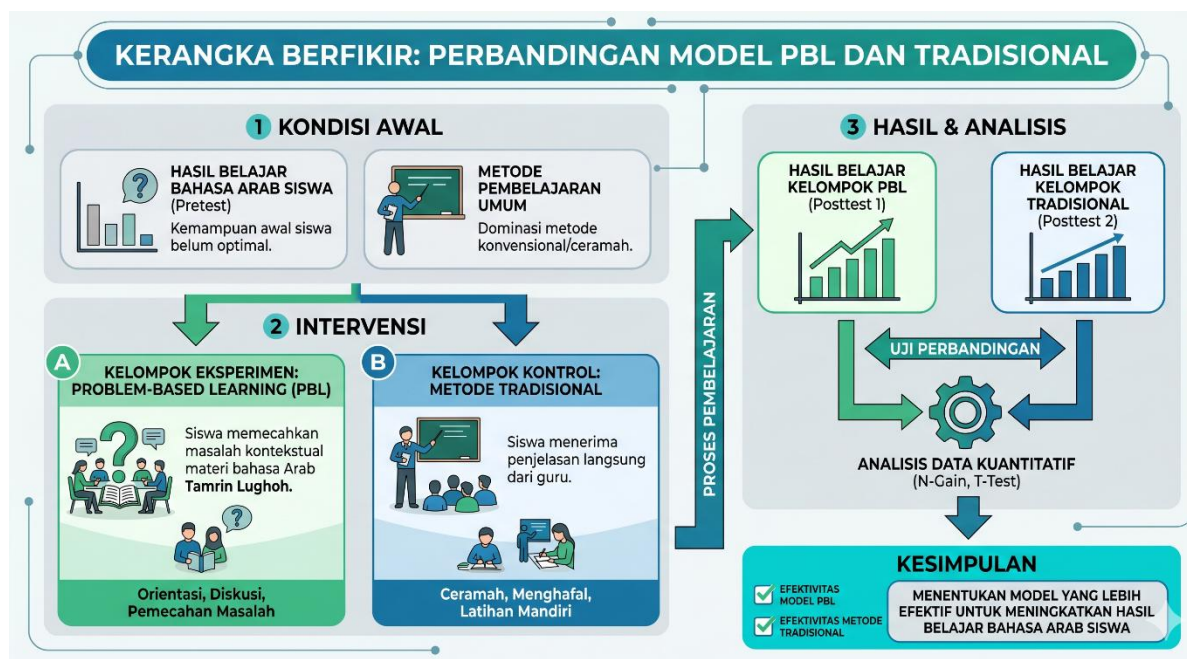 KERANGKA BERFIKIR: PERBANDINGAN MODEL PBL DAN TRADISIONAL
1 KONDISI AWAL
HASIL BELAJAR
BAHASA ARAB SISWA
(Pretest)
Kemampuan awal siswa
belum optimal.
?
METODE
PEMBELAJARAN
UMUM
Dominasi metode
konvensional/ceramah.
2 INTERVENSI
A
KELOMPOK EKSPERIMEN:
PROBLEM-BASED LEARNING (PBL)
?
Siswa memecahkan
masalah kontekstual
materi bahasa Arab
Tamrin Lughoh.
?
Orientasi, Diskusi,
Pemecahan Masalah
B
KELOMPOK KONTROL:
METODE TRADISIONAL
Siswa menerima
penjelasan langsung
dari guru.
Ceramah, Menghafal,
Latihan Mandiri
PROSES PEMBELAJARAN
3 HASIL & ANALISIS
HASIL BELAJAR
KELOMPOK PBL
(Posttest 1)
HASIL BELAJAR
KELOMPOK
TRADISIONAL
(Posttest 2)
UJI PERBANDINGAN
ANALISIS DATA KUANTITATIF
(N-Gain, T-Test)
KESIMPULAN
EFEKTIVITAS
MODEL PBL
EFEKTIVITAS METODE
TRADISIONAL
MENENTUKAN MODEL YANG LEBIH
EFEKTIF UNTUK MENINGKATKAN HASIL
BELAJAR BAHASA ARAB SISWA